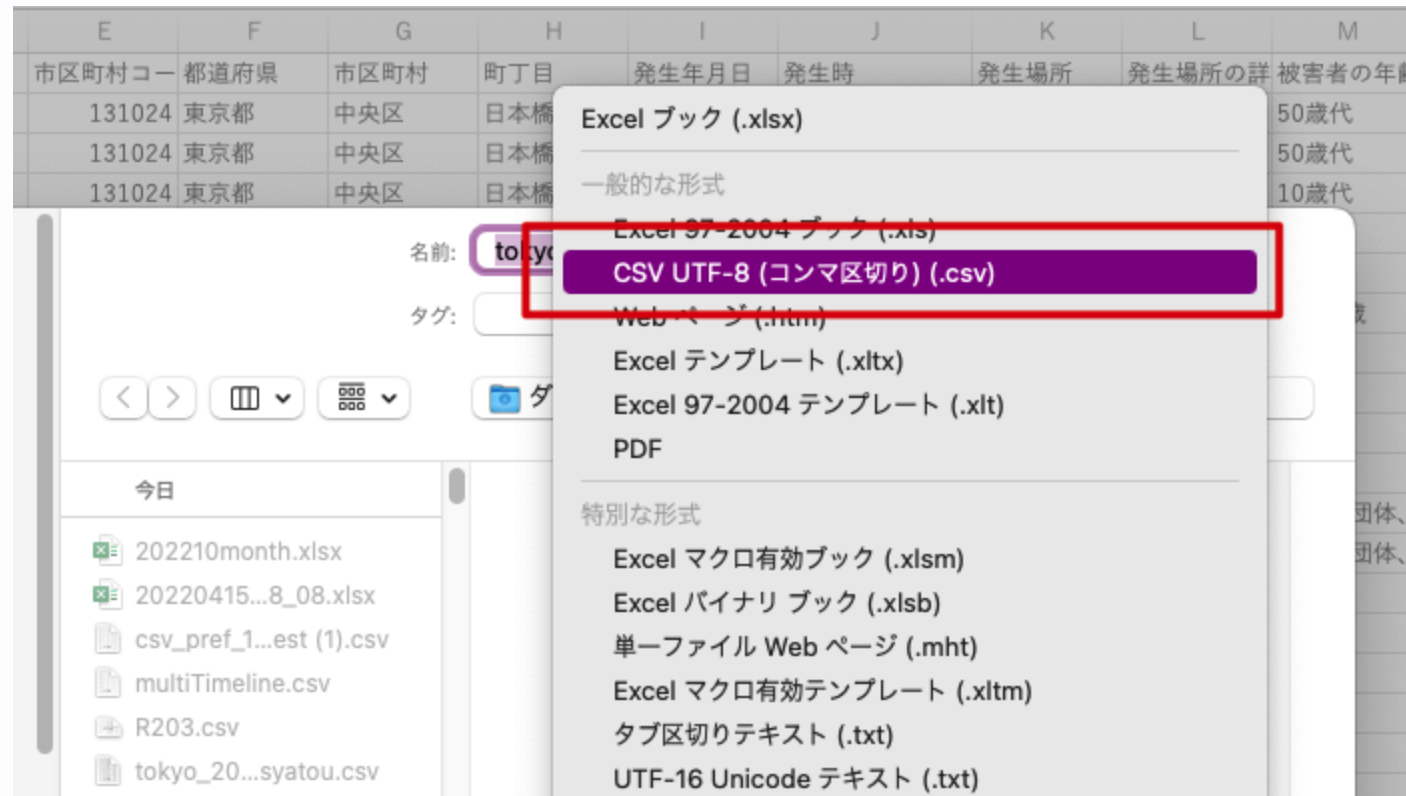 E F G H I J K L M
市区町村コー 都道府県 市区町村 町丁目 発生年月日 発生時 発生場所 発生場所の詳 被害者の年齢
131024 東京都 中央区 日本橋 50歳代
131024 東京都 中央区 日本橋 50歳代
131024 東京都 中央区 日本橋 10歳代
Excel ブック (.xlsx)
一般的な形式
Excel 97-2004 ブック (.xls)
CSV UTF-8 (コンマ区切り) (.csv)
Web ページ (.htm)
Excel テンプレート (.xltx)
Excel 97-2004 テンプレート (.xlt)
PDF
特別な形式
Excel マクロ有効ブック (.xlsm)
Excel バイナリ ブック (.xlsb)
単一ファイル Web ページ (.mht)
Excel マクロ有効テンプレート (.xltm)
タブ区切りテキスト (.txt)
UTF-16 Unicode テキスト (.txt)
名前: tokyo
タグ:
ダ
今日
202210month.xlsx
20220415...8_08.xlsx
csv_pref_1...est (1).csv
multiTimeline.csv
R203.csv
tokyo_20...syatou.csv
歳
団体、
団体、